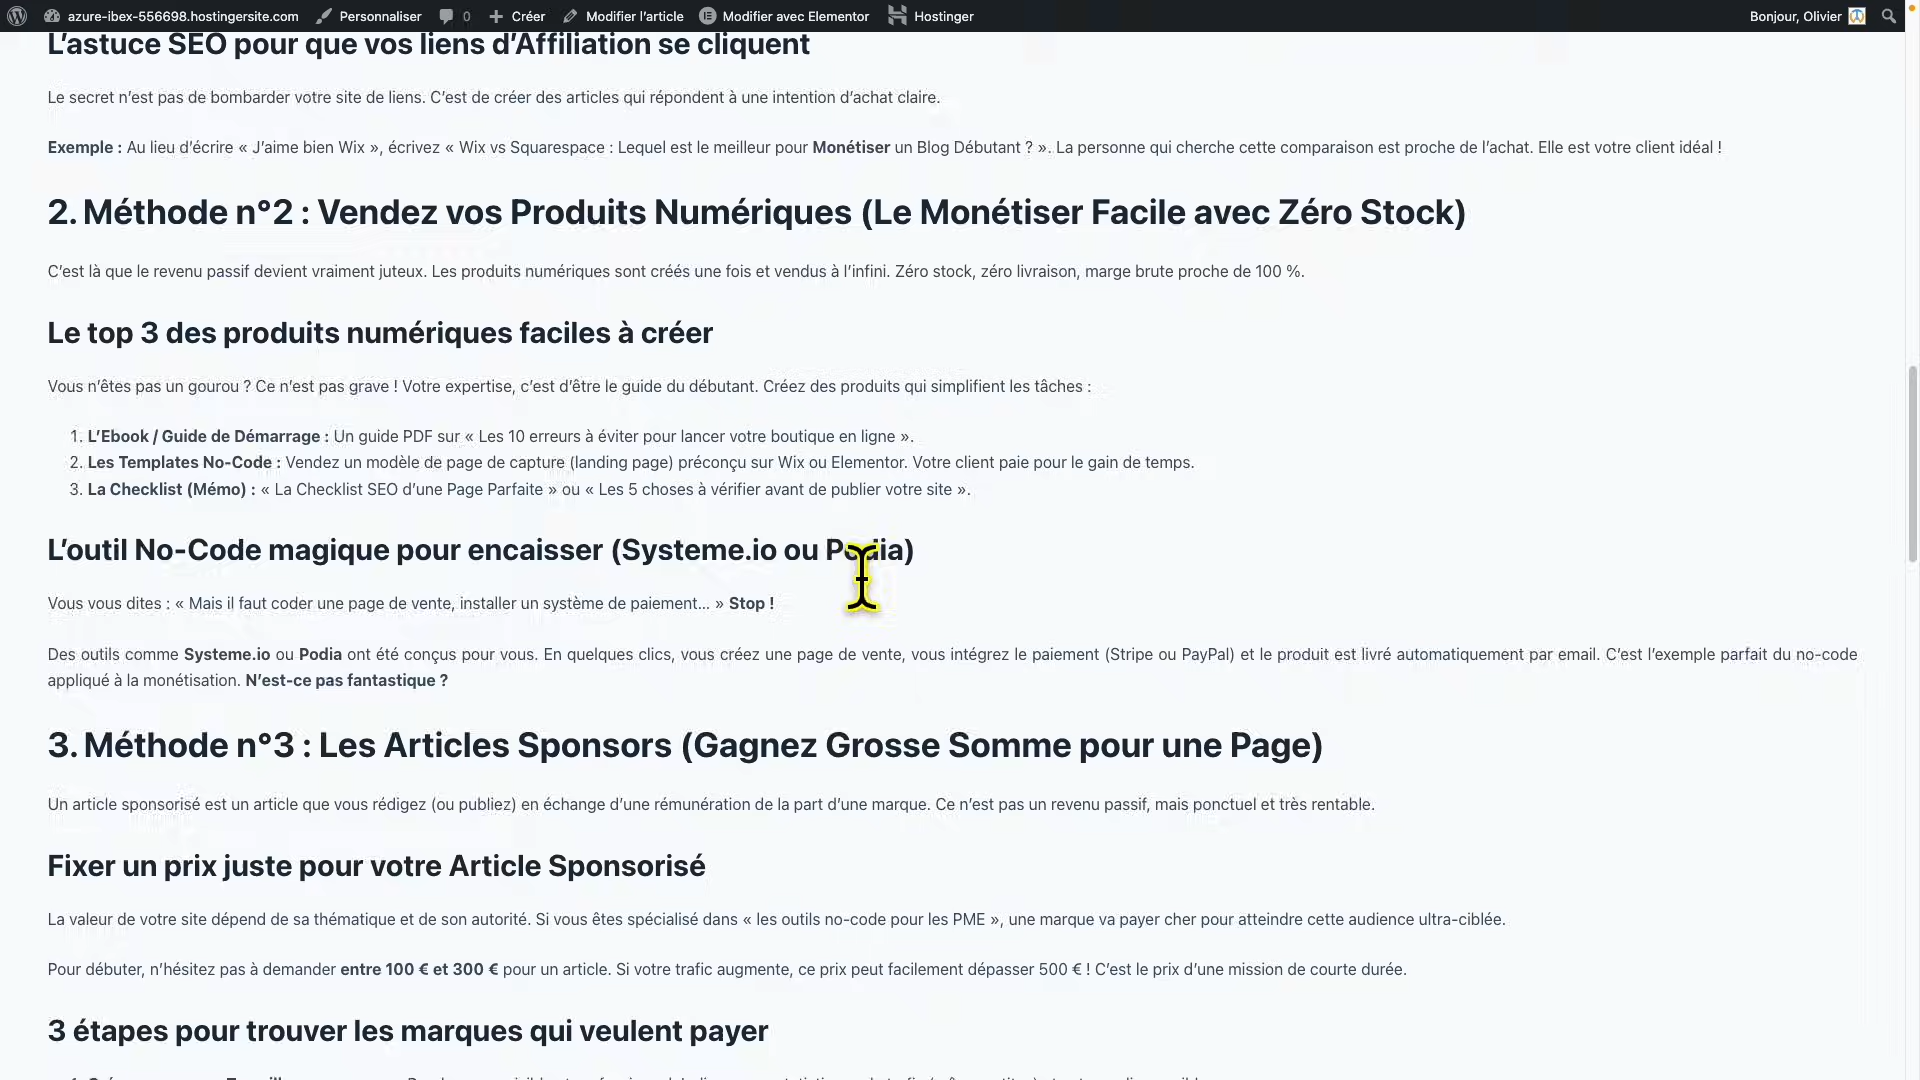 azure-ibex-556698.hostingersite.com Personnaliser 0 Créer Modifier l'article Modifier avec Elementor Hostinger Bonjour, Olivier
L'astuce SEO pour que vos liens d'Affiliation se cliquent
Le secret n'est pas de bombarder votre site de liens. C'est de créer des articles qui répondent à une intention d'achat claire.
Exemple : Au lieu d'écrire « J'aime bien Wix », écrivez « Wix vs Squarespace : Lequel est le meilleur pour Monétiser un Blog Débutant ? ». La personne qui cherche cette comparaison est proche de l'achat. Elle est votre client idéal !
2. Méthode n°2 : Vendez vos Produits Numériques (Le Monétiser Facile avec Zéro Stock)
C'est là que le revenu passif devient vraiment juteux. Les produits numériques sont créés une fois et vendus à l'infini. Zéro stock, zéro livraison, marge brute proche de 100 %.
Le top 3 des produits numériques faciles à créer
Vous n'êtes pas un gourou ? Ce n'est pas grave ! Votre expertise, c'est d'être le guide du débutant. Créez des produits qui simplifient les tâches :
1. L'Ebook / Guide de Démarrage : Un guide PDF sur « Les 10 erreurs à éviter pour lancer votre boutique en ligne ».
2. Les Templates No-Code : Vendez un modèle de page de capture (landing page) préconçu sur Wix ou Elementor. Votre client paie pour le gain de temps.
3. La Checklist (Mémo) : « La Checklist SEO d'une Page Parfaite » ou « Les 5 choses à vérifier avant de publier votre site ».
L'outil No-Code magique pour encaisser (Systeme.io ou Podia)
Vous vous dites : « Mais il faut coder une page de vente, installer un système de paiement... » Stop !
Des outils comme Systeme.io ou Podia ont été conçus pour vous. En quelques clics, vous créez une page de vente, vous intégrez le paiement (Stripe ou PayPal) et le produit est livré automatiquement par email. C'est l'exemple parfait du no-code
appliqué à la monétisation. N'est-ce pas fantastique ?
3. Méthode n°3 : Les Articles Sponsors (Gagnez Grosse Somme pour une Page)
Un article sponsorisé est un article que vous rédigez (ou publiez) en échange d'une rémunération de la part d'une marque. Ce n'est pas un revenu passif, mais ponctuel et très rentable.
Fixer un prix juste pour votre Article Sponsorisé
La valeur de votre site dépend de sa thématique et de son autorité. Si vous êtes spécialisé dans « les outils no-code pour les PME », une marque va payer cher pour atteindre cette audience ultra-ciblée.
Pour débuter, n'hésitez pas à demander entre 100 € et 300 € pour un article. Si votre trafic augmente, ce prix peut facilement dépasser 500 € ! C'est le prix d'une mission de courte durée.
3 étapes pour trouver les marques qui veulent payer